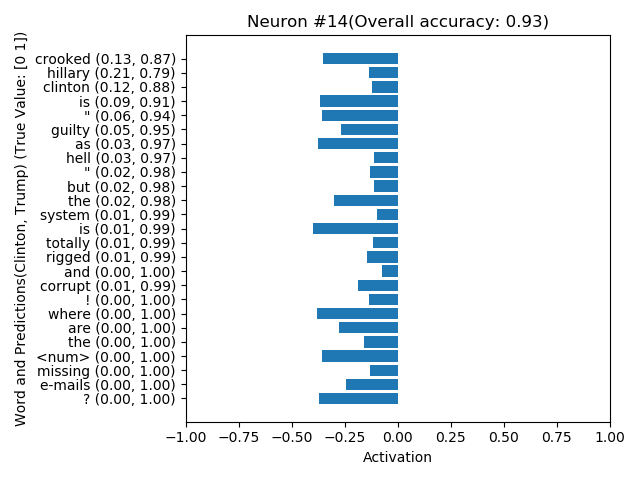 Neuron #14(Overall accuracy: 0.93)
Word and Predictions(Clinton, Trump) (True Value: [0 1])
crooked (0.13, 0.87)
hillary (0.21, 0.79)
clinton (0.12, 0.88)
is (0.09, 0.91)
" (0.06, 0.94)
guilty (0.05, 0.95)
as (0.03, 0.97)
hell (0.03, 0.97)
" (0.02, 0.98)
but (0.02, 0.98)
the (0.02, 0.98)
system (0.01, 0.99)
is (0.01, 0.99)
totally (0.01, 0.99)
rigged (0.01, 0.99)
and (0.00, 1.00)
corrupt (0.01, 0.99)
! (0.00, 1.00)
where (0.00, 1.00)
are (0.00, 1.00)
the (0.00, 1.00)
<num> (0.00, 1.00)
missing (0.00, 1.00)
e-mails (0.00, 1.00)
? (0.00, 1.00)
−1.00 −0.75 −0.50 −0.25 0.00 0.25 0.50 0.75 1.00
Activation